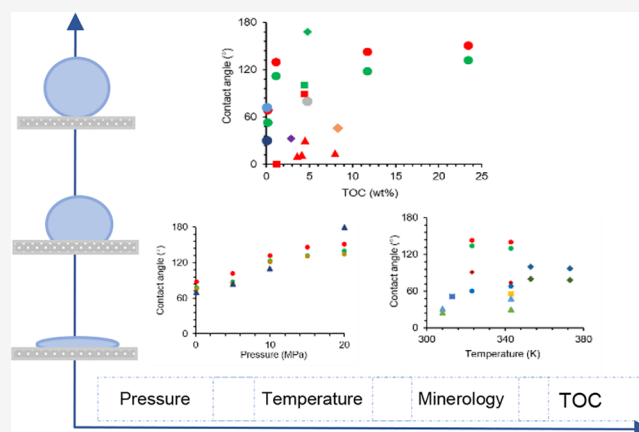 180
120
60
0
Contact angle (°)
0 5 10 15 20 25
TOC (wt%)
180
120
60
0
Contact angle (°)
0 5 10 15 20
Pressure (MPa)
180
120
60
0
Contact angle (°)
300 340 380
Temperature (K)
Pressure Temperature Minerology TOC